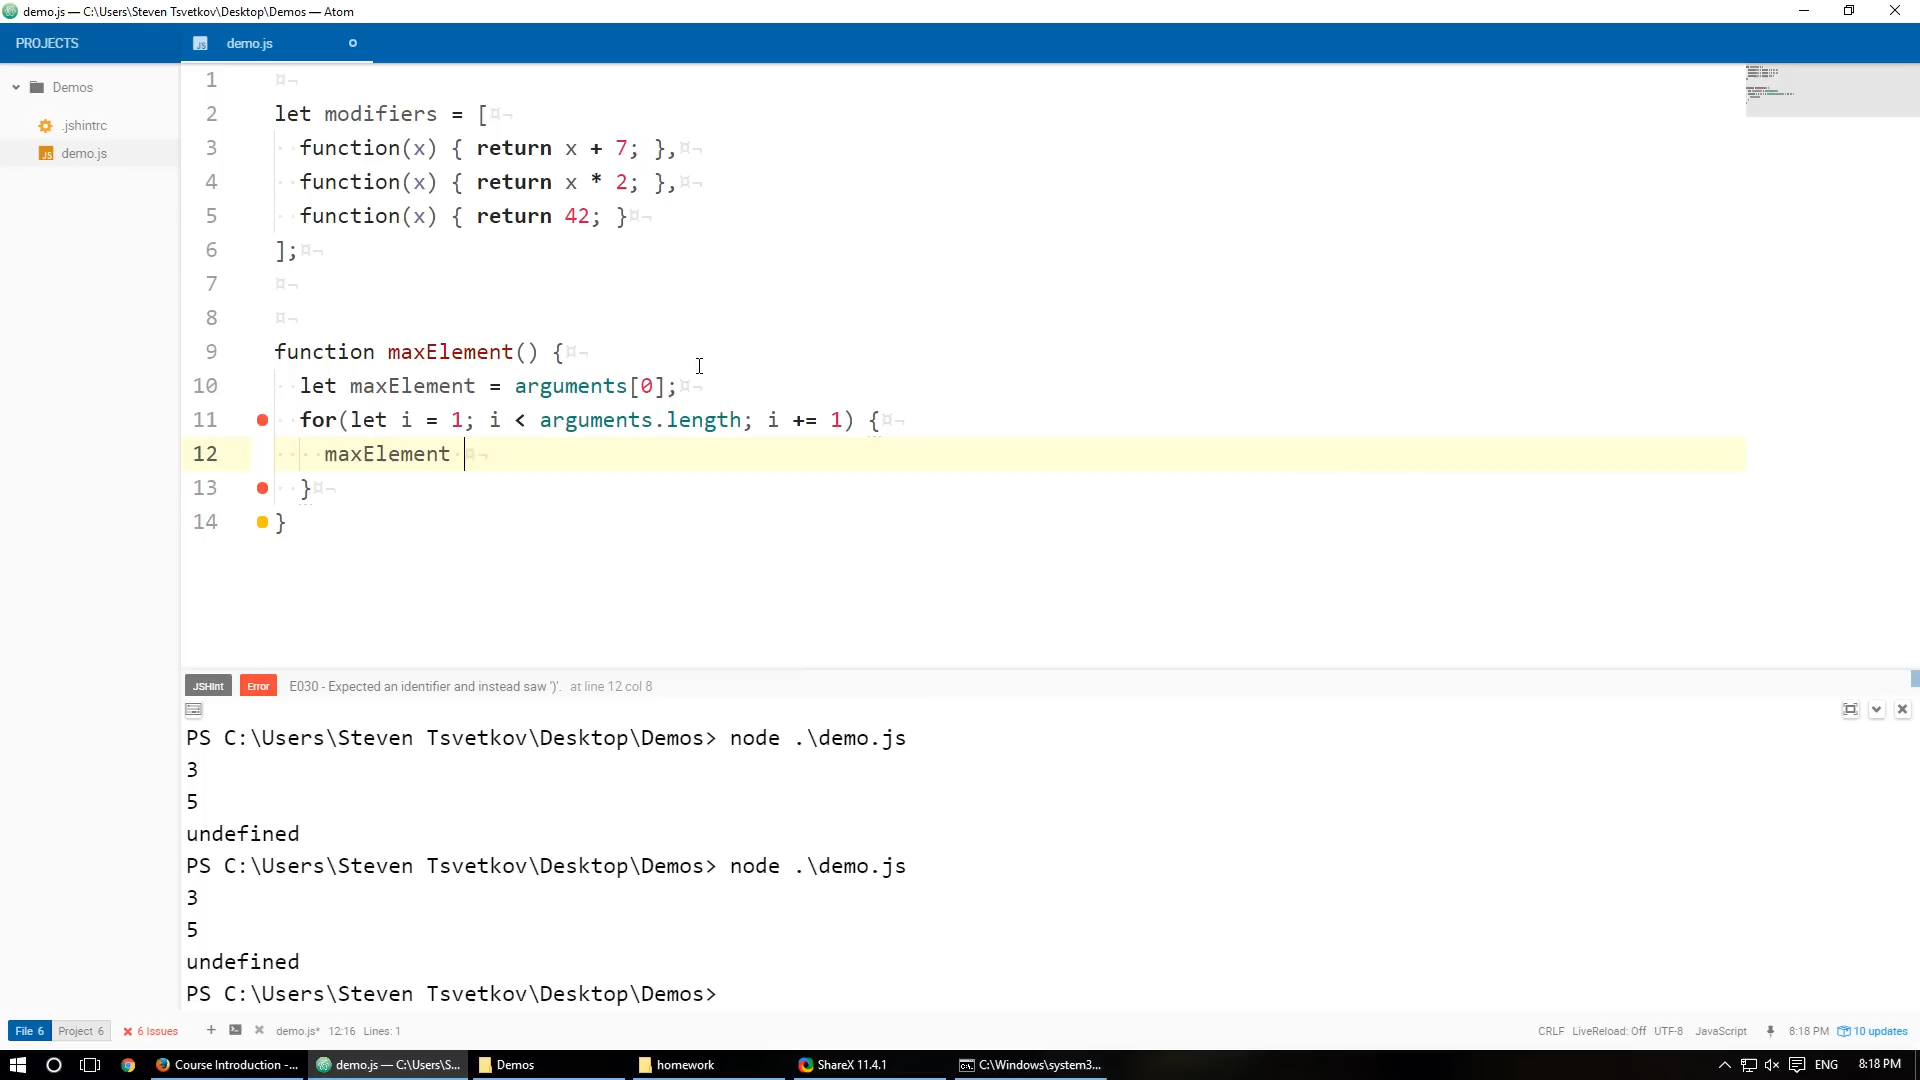 demo.js — C:\Users\Steven Tsvetkov\Desktop\Demos — Atom
PROJECTS
demo.js
Demos
.jshintrc
demo.js
1
2 let modifiers = [
3 function(x) { return x + 7; },
4 function(x) { return x * 2; },
5 function(x) { return 42; }
6 ];
7
8
9 function maxElement() {
10 let maxElement = arguments[0];
11 for(let i = 1; i < arguments.length; i += 1) {
12 maxElement
13 }
14 }
JSHint Error E030 - Expected an identifier and instead saw ')'. at line 12 col 8
PS C:\Users\Steven Tsvetkov\Desktop\Demos> node .\demo.js
3
5
undefined
PS C:\Users\Steven Tsvetkov\Desktop\Demos> node .\demo.js
3
5
undefined
PS C:\Users\Steven Tsvetkov\Desktop\Demos>
File 6 Project 6 6 Issues demo.js* 12:16 Lines: 1 CRLF LiveReload: Off UTF-8 JavaScript 8:18 PM 10 updates
Course Introduction -... demo.js — C:\Users\S... Demos homework ShareX 11.4.1 C:\Windows\system3... ENG 8:18 PM